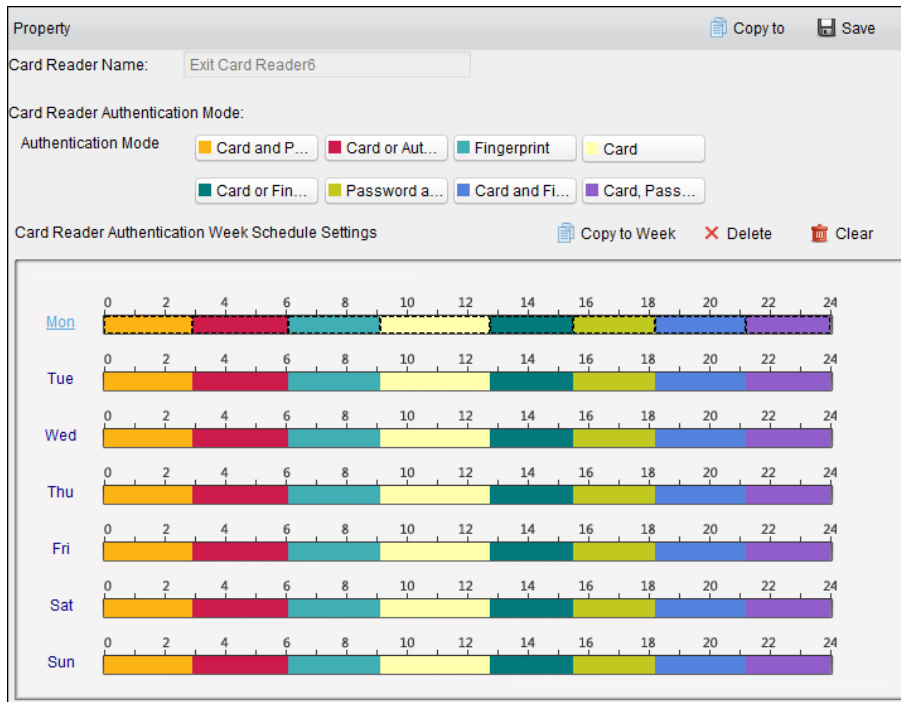 Property Copy to Save
Card Reader Name: Exit Card Reader6
Card Reader Authentication Mode:
Authentication Mode Card and P... Card or Aut... Fingerprint Card
Card or Fin... Password a... Card and Fi... Card, Pass...
Card Reader Authentication Week Schedule Settings Copy to Week Delete Clear
0 2 4 6 8 10 12 14 16 18 20 22 24
Mon
0 2 4 6 8 10 12 14 16 18 20 22 24
Tue
0 2 4 6 8 10 12 14 16 18 20 22 24
Wed
0 2 4 6 8 10 12 14 16 18 20 22 24
Thu
0 2 4 6 8 10 12 14 16 18 20 22 24
Fri
0 2 4 6 8 10 12 14 16 18 20 22 24
Sat
0 2 4 6 8 10 12 14 16 18 20 22 24
Sun